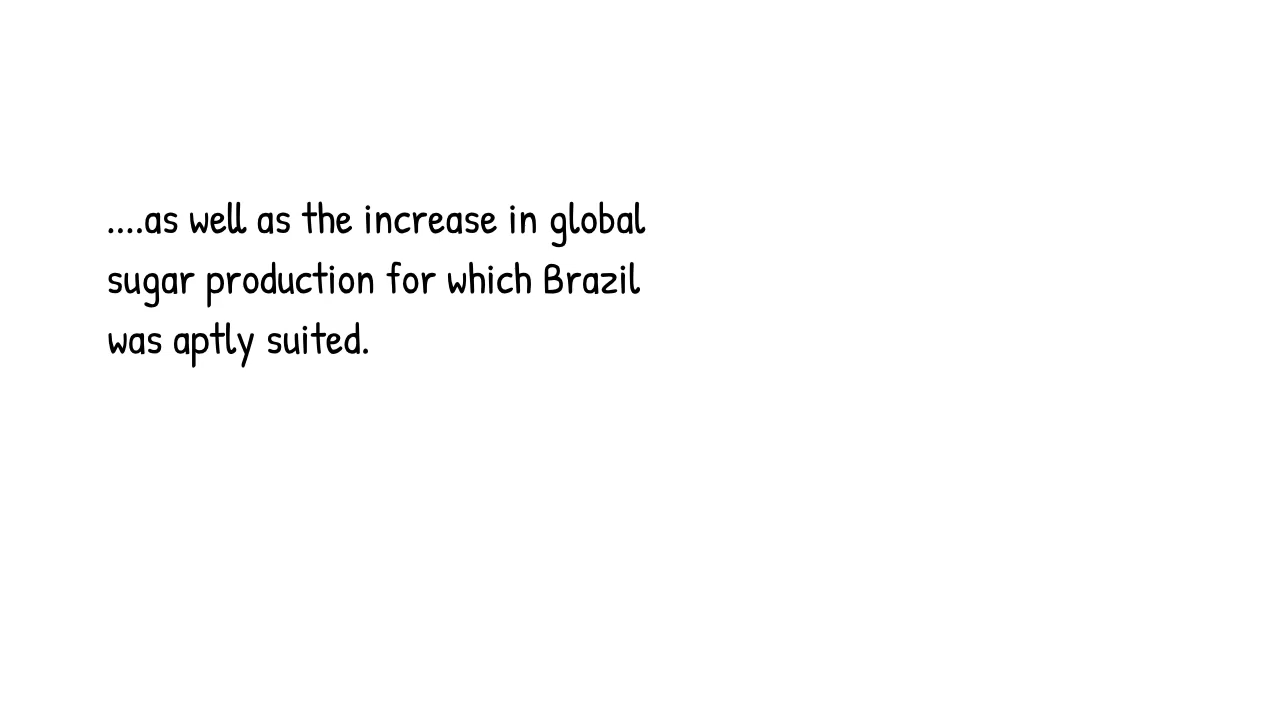 ....as well as the increase in global
sugar production for which Brazil
was aptly suited.